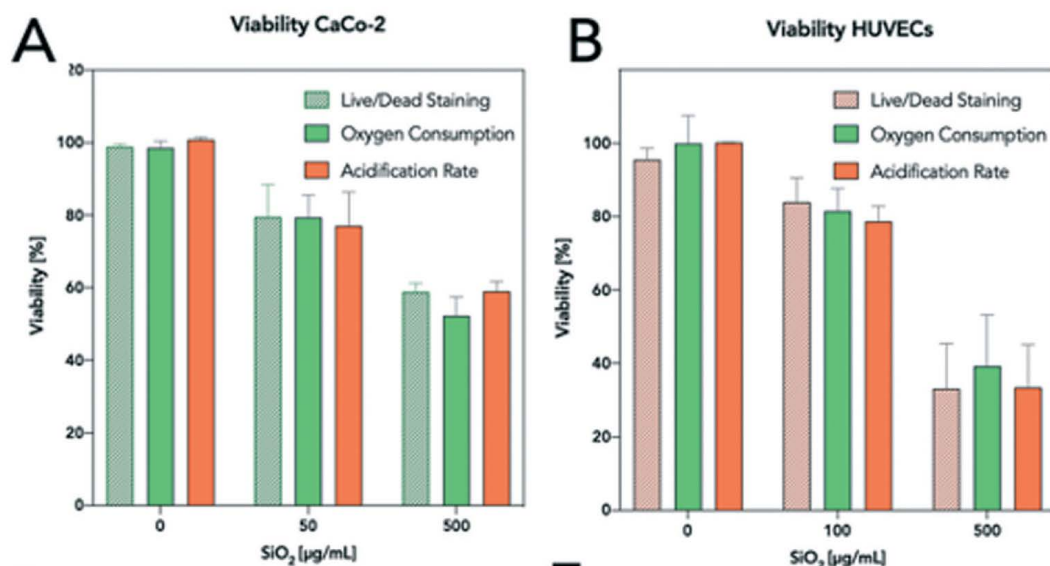 A
Viability CaCo-2
20
100
80
60
40
20
0
Viability [%]
Live/Dead Staining
Oxygen Consumption
Acidification Rate
0 50 500
SiO₂ [µg/mL]
B
Viability HUVECs
100
80
60
40
20
0
Viability [%]
Live/Dead Staining
Oxygen Consumption
Acidification Rate
0 100 500
SiO₂ [µg/mL]